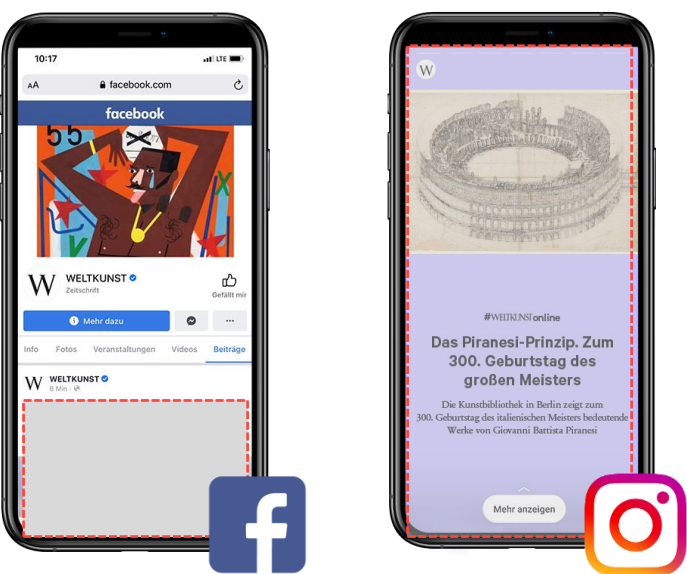 10:17
LTE
AA
facebook.com
facebook
55
W
WELTKUNST
Zeitschrift
Gefällt mir
Mehr dazu
...
Info Fotos Veranstaltungen Videos Beiträge
W
WELTKUNST
6 Min ·
f
W
#WELTKUNSTonline
Das Piranesi-Prinzip. Zum
300. Geburtstag des
großen Meisters
Die Kunstbibliothek in Berlin zeigt zum
300. Geburtstag des italienischen Meisters bedeutende
Werke von Giovanni Battista Piranesi
Mehr anzeigen